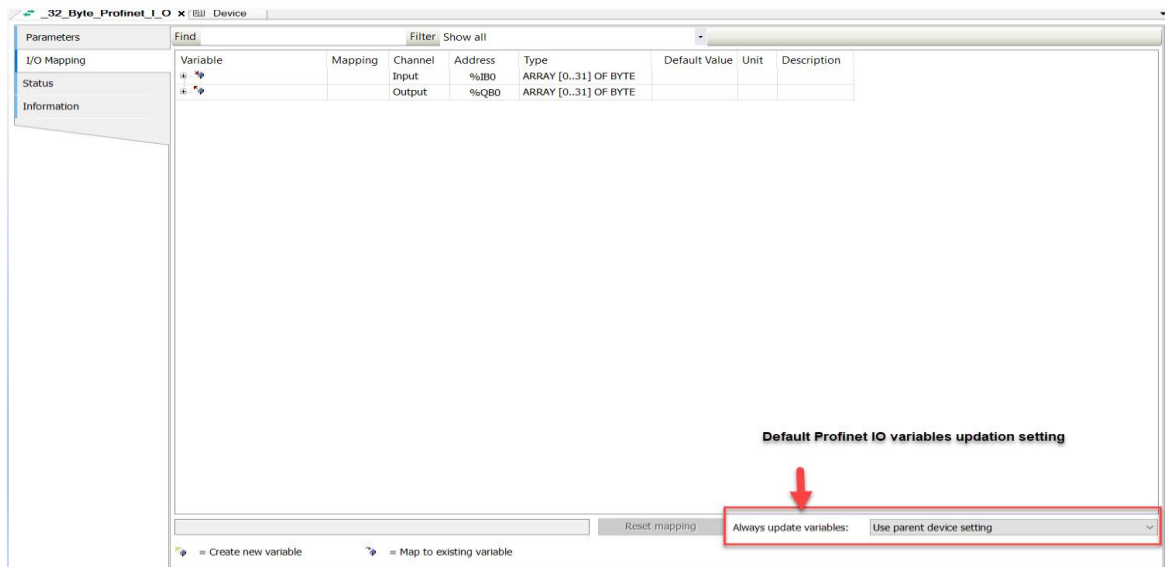 _32_Byte_Profinet_I_O x Device
Parameters
I/O Mapping
Status
Information
Find Filter Show all
Variable Mapping Channel Address Type Default Value Unit Description
Input %IB0 ARRAY [0..31] OF BYTE
Output %QB0 ARRAY [0..31] OF BYTE
Default Profinet IO variables updation setting
Reset mapping Always update variables: Use parent device setting
= Create new variable = Map to existing variable